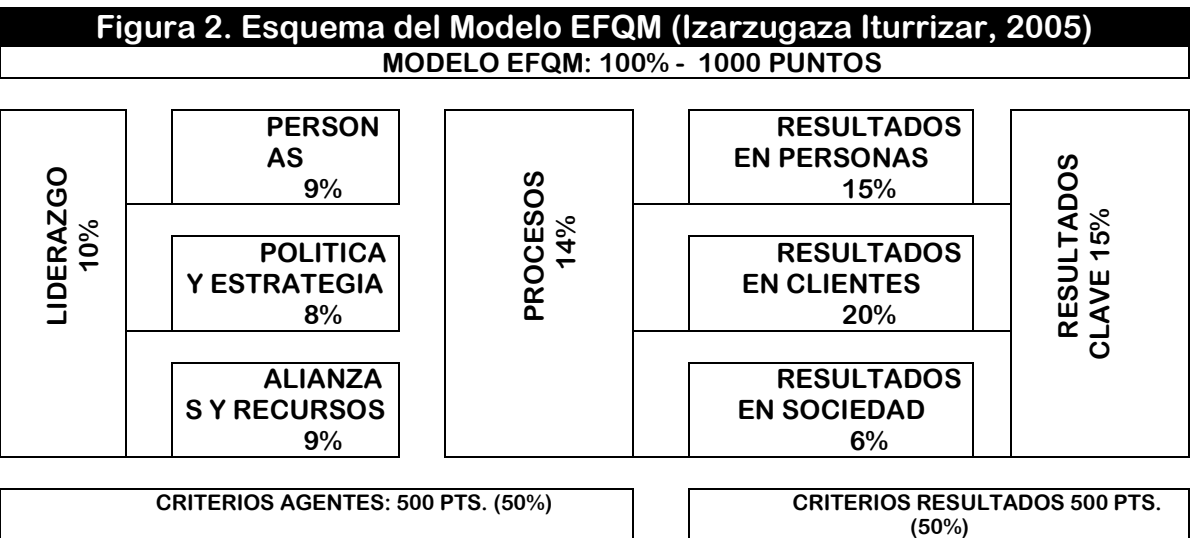 Figura 2. Esquema del Modelo EFQM (Izarzugaza Iturrizar, 2005)
MODELO EFQM: 100% - 1000 PUNTOS
LIDERAZGO
10%
PERSON
AS
9%
POLITICA
Y ESTRATEGIA
8%
ALIANZA
S Y RECURSOS
9%
PROCESOS
14%
RESULTADOS
EN PERSONAS
15%
RESULTADOS
EN CLIENTES
20%
RESULTADOS
EN SOCIEDAD
6%
RESULTADOS
CLAVE 15%
CRITERIOS AGENTES: 500 PTS. (50%)
CRITERIOS RESULTADOS 500 PTS.
(50%)